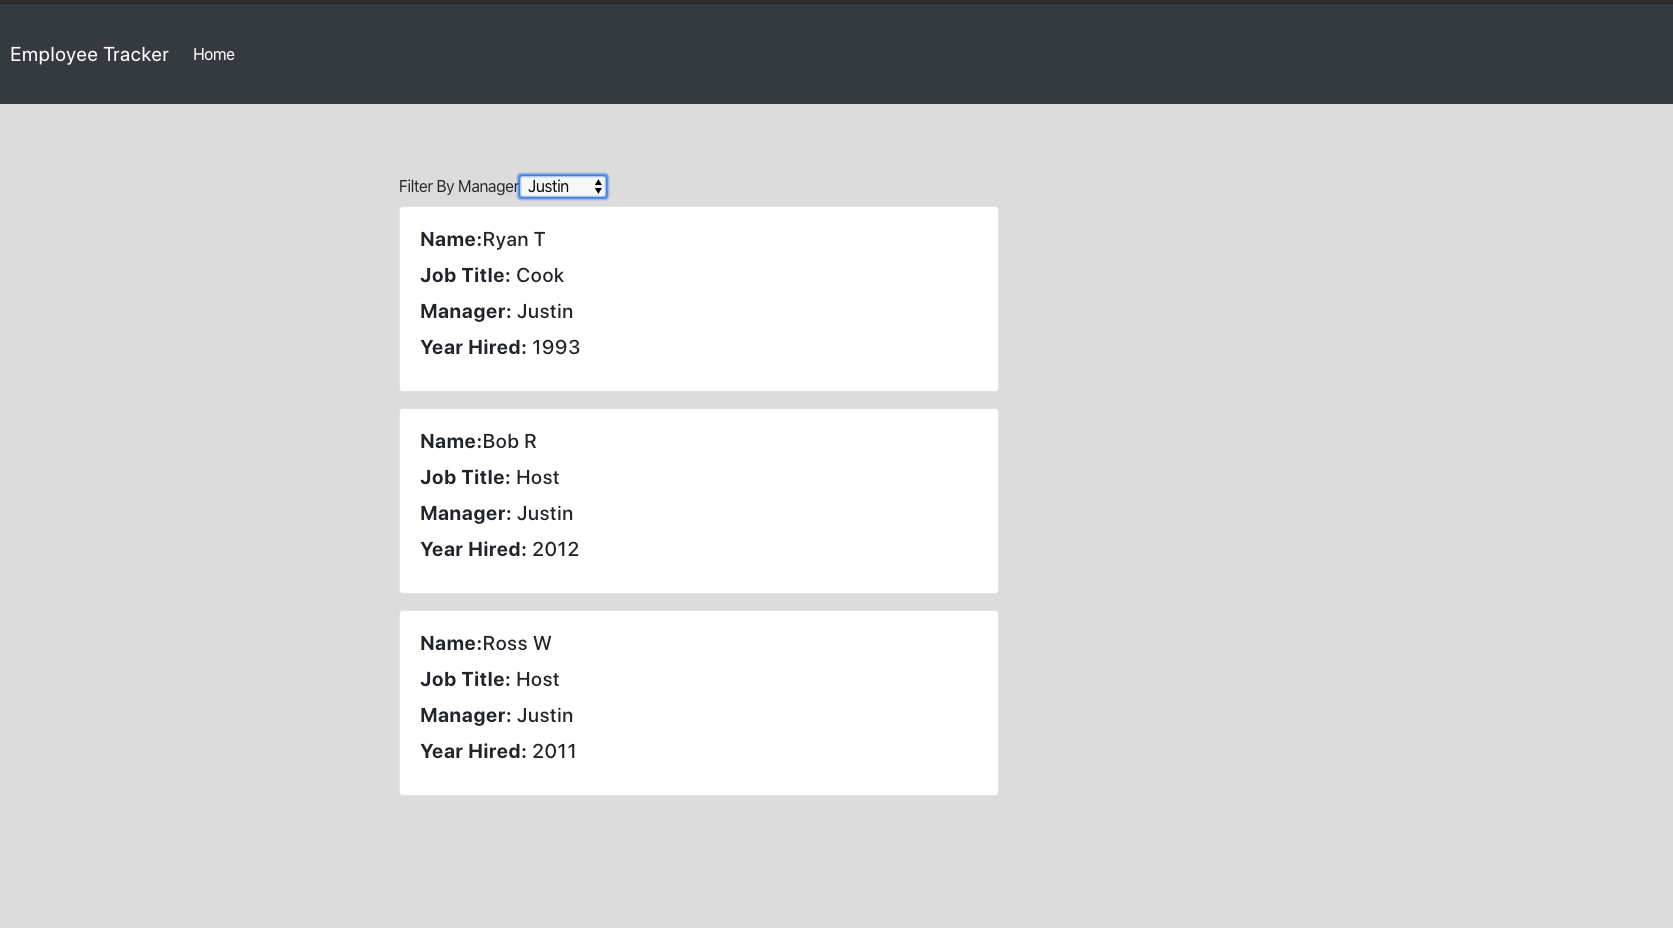 Employee Tracker Home
Filter By Manager Justin
Name:Ryan T
Job Title: Cook
Manager: Justin
Year Hired: 1993
Name:Bob R
Job Title: Host
Manager: Justin
Year Hired: 2012
Name:Ross W
Job Title: Host
Manager: Justin
Year Hired: 2011